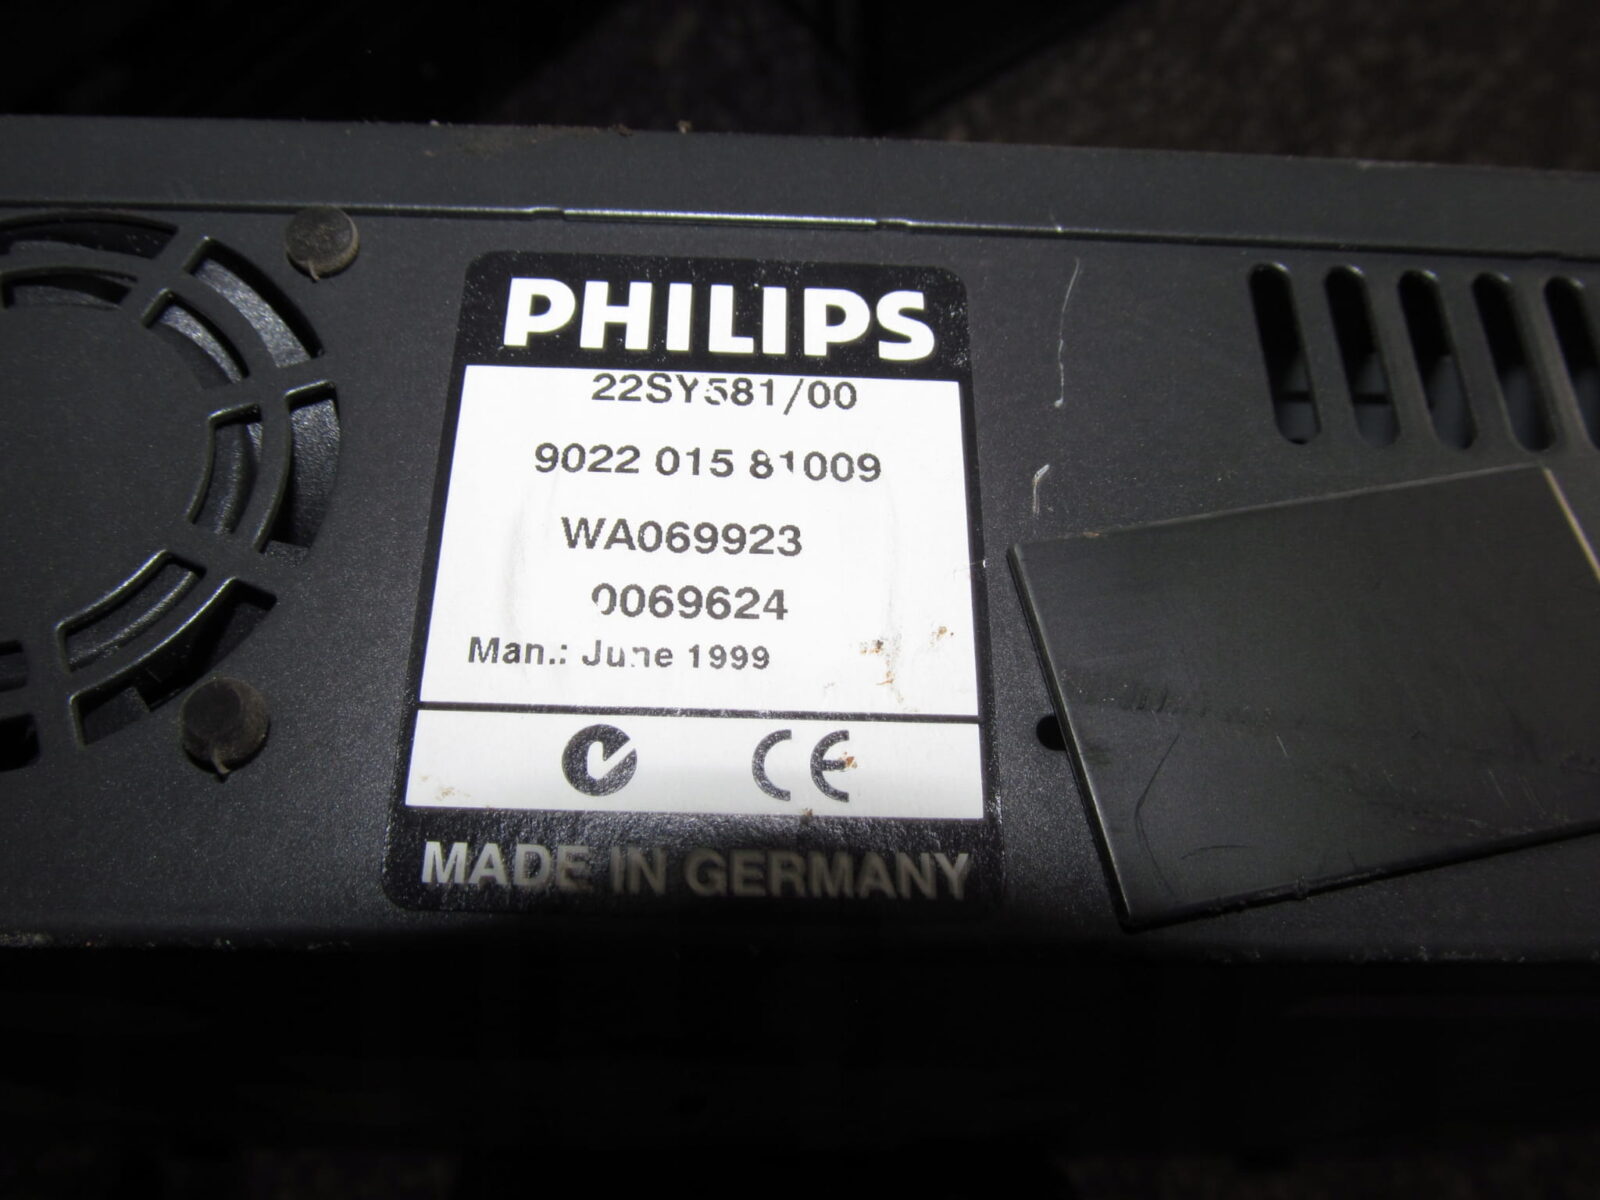 PHILIPS
22SY581/00
9022 015 81009
WA069923
0069624
Man.: June 1999
CE
MADE IN GERMANY